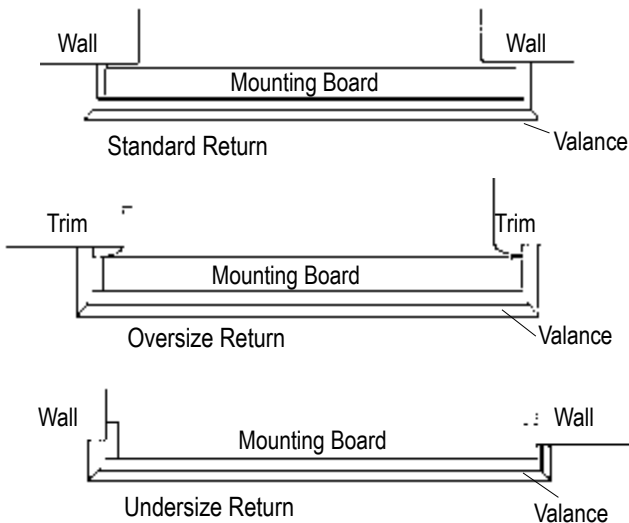 Wall Wall
Mounting Board
Standard Return
Valance
Trim Trim
Mounting Board
Oversize Return
Valance
Wall Wall
Mounting Board
Undersize Return
Valance